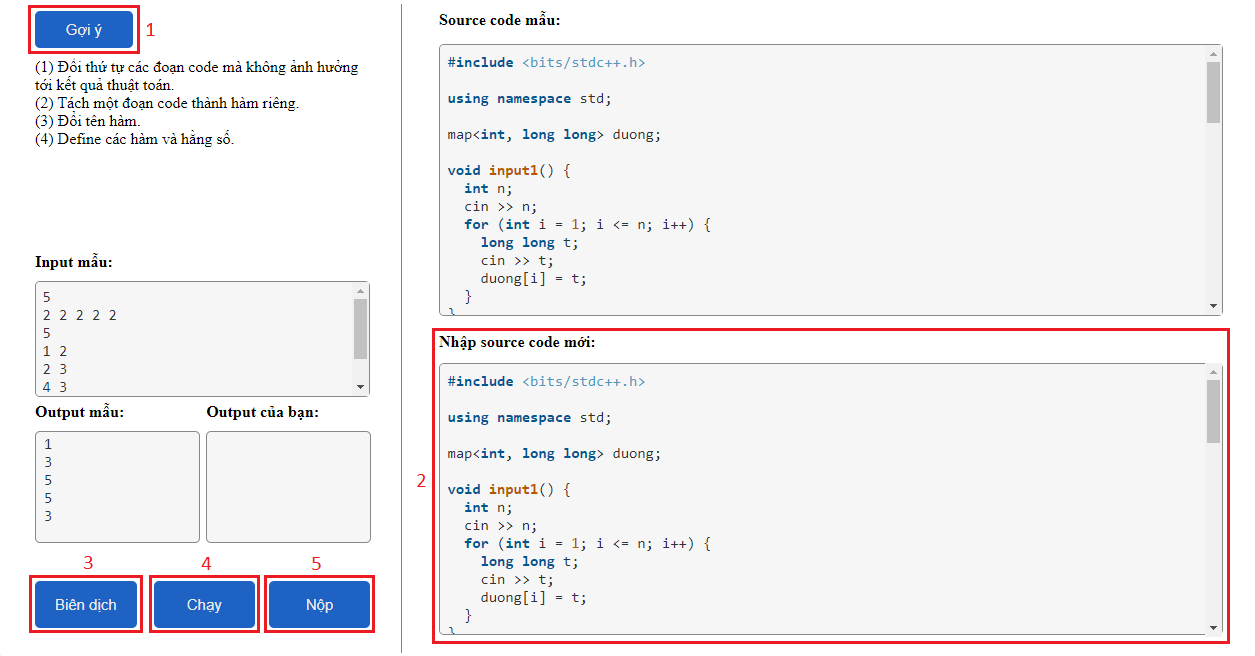 Gợi ý
1
(1) Đổi thứ tự các đoạn code mà không ảnh hưởng
tới kết quả thuật toán.
(2) Tách một đoạn code thành hàm riêng.
(3) Đổi tên hàm.
(4) Define các hàm và hằng số.
Input mẫu:
5
2 2 2 2 2
5
1 2
2 3
4 3
Output mẫu:
1
3
5
5
3
Output của bạn:
3
Biên dịch
4
Chạy
5
Nộp
Source code mẫu:
#include <bits/stdc++.h>
using namespace std;
map<int, long long> duong;
void input1() {
int n;
cin >> n;
for (int i = 1; i <= n; i++) {
long long t;
cin >> t;
duong[i] = t;
}
}
2
Nhập source code mới:
#include <bits/stdc++.h>
using namespace std;
map<int, long long> duong;
void input1() {
int n;
cin >> n;
for (int i = 1; i <= n; i++) {
long long t;
cin >> t;
duong[i] = t;
}
}